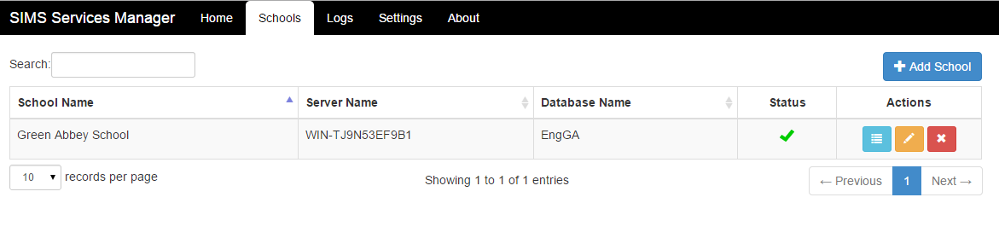 SIMS Services Manager Home Schools Logs Settings About
Search: Add School
School Name Server Name Database Name Status Actions
Green Abbey School WIN-TJ9N53EF9B1 EngGA
10 records per page Showing 1 to 1 of 1 entries ← Previous 1 Next →